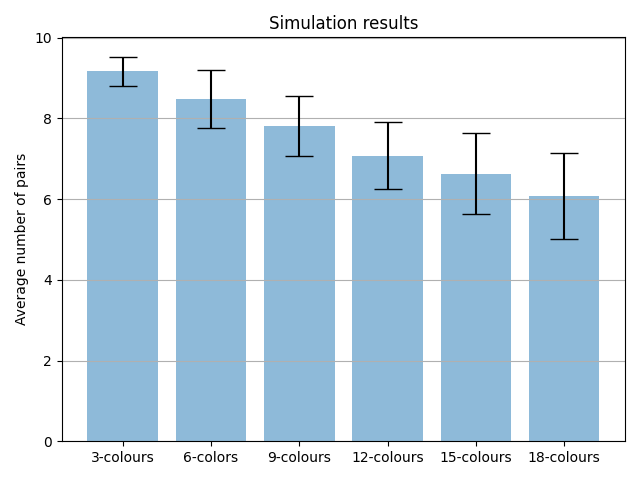 Simulation results
Average number of pairs
10
8
6
4
2
0
3-colours
6-colors
9-colours
12-colours
15-colours
18-colours